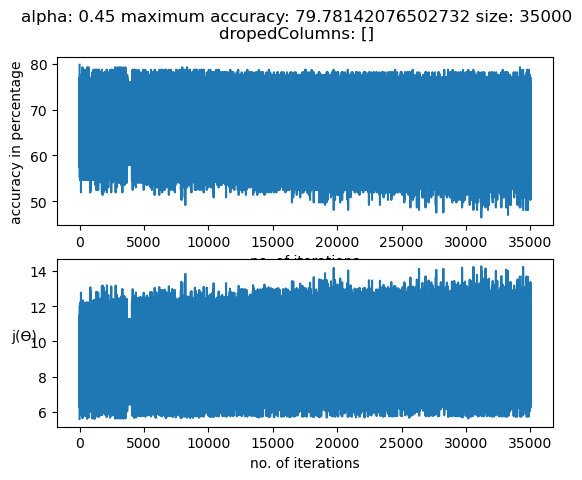 alpha: 0.45 maximum accuracy: 79.78142076502732 size: 35000
dropedColumns: []
80
70
60
50
accuracy in percentage
0 5000 10000 15000 20000 25000 30000 35000
no. of iterations
14
12
10
8
6
j(Θ)
0 5000 10000 15000 20000 25000 30000 35000
no. of iterations